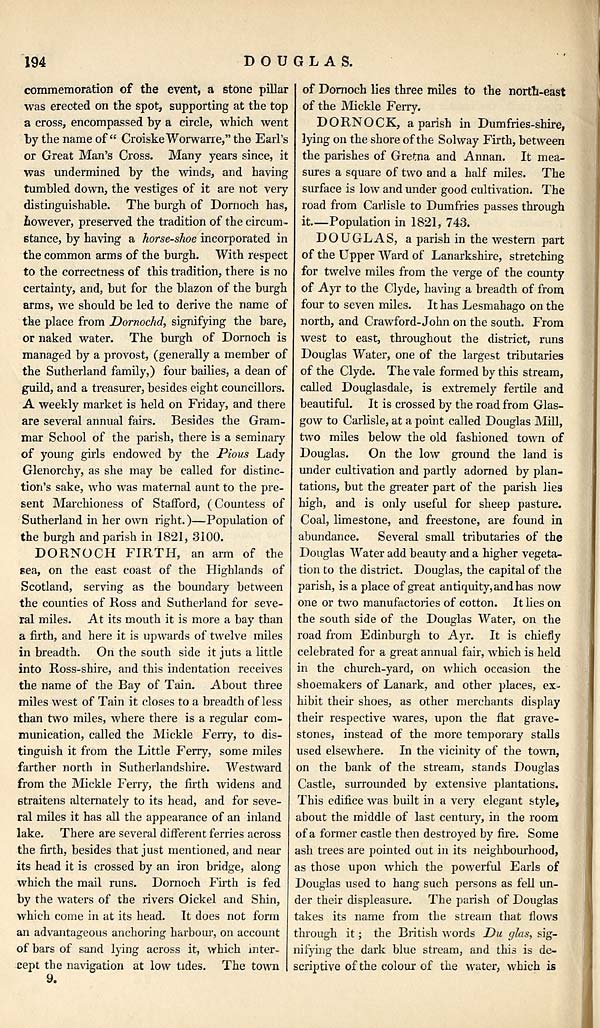 194
DOUGLAS.
commemoration of the event, a stone pillar
was erected on the spot, supporting at the top
a cross, encompassed by a circle, which went
by the name of “ Croiske Worwarre,” the Earl's
or Great Man's Cross. Many years since, it
was undermined by the winds, and having
tumbled down, the vestiges of it are not very
distinguishable. The burgh of Dornoch has,
however, preserved the tradition of the circum-
stance, by having a horse-shoe incorporated in
the common arms of the burgh. With respect
to the correctness of this tradition, there is no
certainty, and, but for the blazon of the burgh
arms, we should be led to derive the name of
the place from Dornochd, signifying the bare,
or naked water. The burgh of Dornoch is
managed by a provost, (generally a member of
the Sutherland family,) four bailies, a dean of
guild, and a treasurer, besides eight councillors.
A weekly market is held on Friday, and there
are several annual fairs. Besides the Gram-
mar School of the parish, there is a seminary
of young girls endowed by the Pious Lady
Glenorchy, as she may be called for distinc-
tion's sake, who was maternal aunt to the pre-
sent Marchioness of Stafford, (Countess of
Sutherland in her own right.)—Population of
the burgh and parish in 1821, 3100.
DORNOCH FIRTH, an arm of the
sea, on the east coast of the Highlands of
Scotland, serving as the boundary between
the counties of Ross and Sutherland for seve-
ral miles. At its mouth it is more a bay than
a firth, and here it is upwards of twelve miles
in breadth. On the south side it juts a little
into Ross-shire, and this indentation receives
the name of the Bay of Tain. About three
miles west of Tain it closes to a breadth of less
than two miles, where there is a regular com-
munication, called the Mickle Ferry, to dis-
tinguish it from the Little Ferry, some miles
farther north in Sutherlandshire. Westward
from the Mickle Ferry, the firth widens and
straitens alternately to its head, and for seve-
ral miles it has all the appearance of an inland
lake. There are several different ferries across
the firth, besides that just mentioned, and near
its head it is crossed by an iron bridge, along
which the mail runs. Dornoch Firth is fed
by the waters of the rivers Oickel and Shin,
which come in at its head. It does not form
an advantageous anchoring harbour, on account
of bars of sand lying across it, which inter-
cept the navigation at low tides. The town
9.
of Dornoch lies three miles to the north-east
of the Mickle Ferry.
DORNOCK, a parish in Dumfries-shire,
lying on the shore of the Solway Firth, between
the parishes of Gretna and Annan. It mea-
sures a square of two and a half miles. The
surface is low and under good cultivation. The
road from Carlisle to Dumfries passes through
it.—Population in 1821, 743.
DOUGLAS, a parish in the western part
of the Upper Ward of Lanarkshire, stretching
for twelve miles from the verge of the county
of Ayr to the Clyde, having a breadth of from
four to seven miles. It has Lesmahago on the
north, and Crawford-John on the south. From
west to east, throughout the district, runs
Douglas Water, one of the largest tributaries
of the Clyde. The vale formed by this stream,
called Douglasdale, is extremely fertile and
beautiful. It is crossed by the road from Glas-
gow to Carlisle, at a point called Douglas Mill,
two miles below the old fashioned town of
Douglas. On the low ground the land is
under cultivation and partly adorned by plan-
tations, but the greater part of the parish lies
high, and is only useful for sheep pasture.
Coal, limestone, and freestone, are found in
abundance. Several small tributaries of the
Douglas Water add beauty and a higher vegeta-
tion to the district. Douglas, the capital of the
parish, is a place of great antiquity, and has now
one or two manufactories of cotton. It lies on
the south side of the Douglas Water, on the
road from Edinburgh to Ayr. It is chiefly
celebrated for a great annual fair, which is held
in the church-yard, on which occasion the
shoemakers of Lanark, and other places, ex-
hibit their shoes, as other merchants display
their respective wares, upon the flat grave-
stones, instead of the more temporary stalls
used elsewhere. In the vicinity of the town,
on the bank of the stream, stands Douglas
Castle, surrounded by extensive plantations.
This edifice was built in a very elegant style,
about the middle of last century, in the room
of a former castle then destroyed by fire. Some
ash trees are pointed out in its neighbourhood,
as those upon which the powerful Earls of
Douglas used to hang such persons as fell un-
der their displeasure. The parish of Douglas
takes its name from the stream that flows
through it ; the British words Du glas, sig-
nifying the dark blue stream, and this is de-
scriptive of the colour of the water, which is